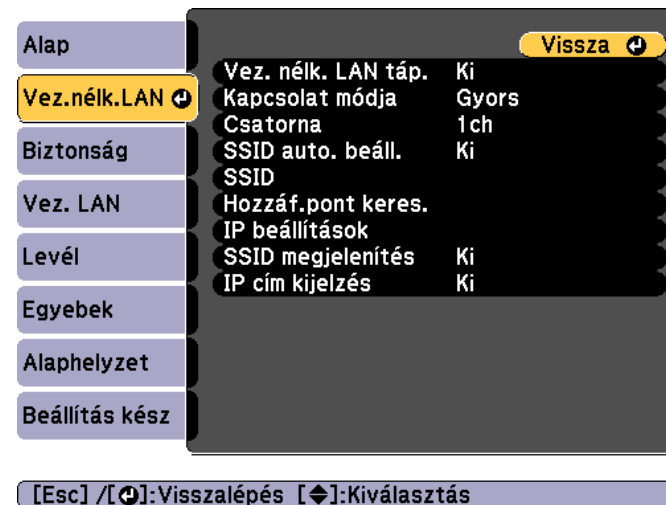 Alap
Vez.nélk.LAN
Biztonság
Vez. LAN
Levél
Egyebek
Alaphelyzet
Beállítás kész
Vissza
Vez. nélk. LAN táp. Ki
Kapcsolat módja Gyors
Csatorna 1ch
SSID auto. beáll. Ki
SSID
Hozzáf.pont keres.
IP beállítások
SSID megjelenítés Ki
IP cím kijelzés Ki
[Esc] /[⏎]:Visszalépés [◆]:Kiválasztás